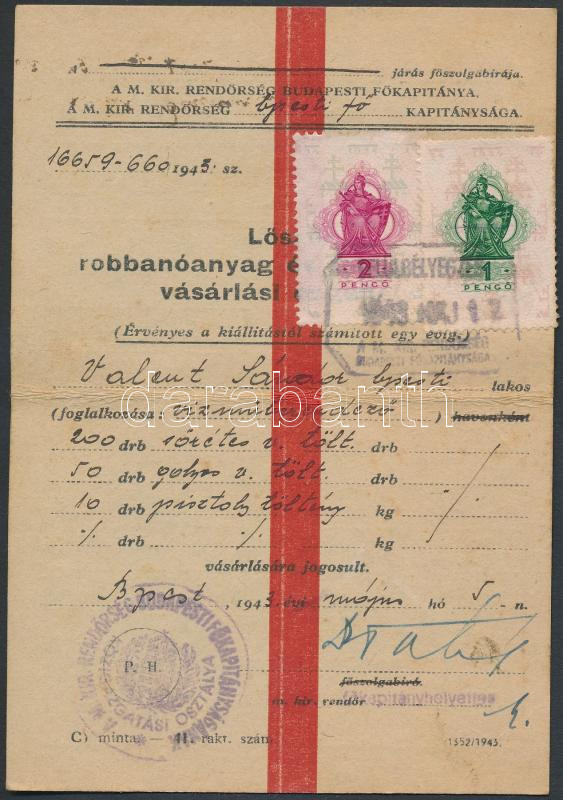 járás főszolgabírája.
A M. KIR. RENDŐRSÉG BUDAPESTI FŐKAPITÁNYA.
A M. KIR. RENDŐRSÉG bpesti fő KAPITÁNYSÁGA.
16659-660 1943. sz.
2 PENGŐ
1 PENGŐ
robbanóanyag
vásárlási
(Érvényes a kiállítástól számított egy évig.)
Valent Sándor bpesti lakos
(foglalkozása: ) havonként
200 drb sörétes v. tölt. drb
50 drb golyós v. tölt. drb
10 drb pisztoly töltény kg
% drb % kg
vásárlására jogosult.
Bpest, 1943 évi május hó 5-n.
P. H.
főszolgabíró.
főkapitányhelyettes
m. kir. rendőr
C) minta — 41. rakt. szám.
1352/1943.
darabanth